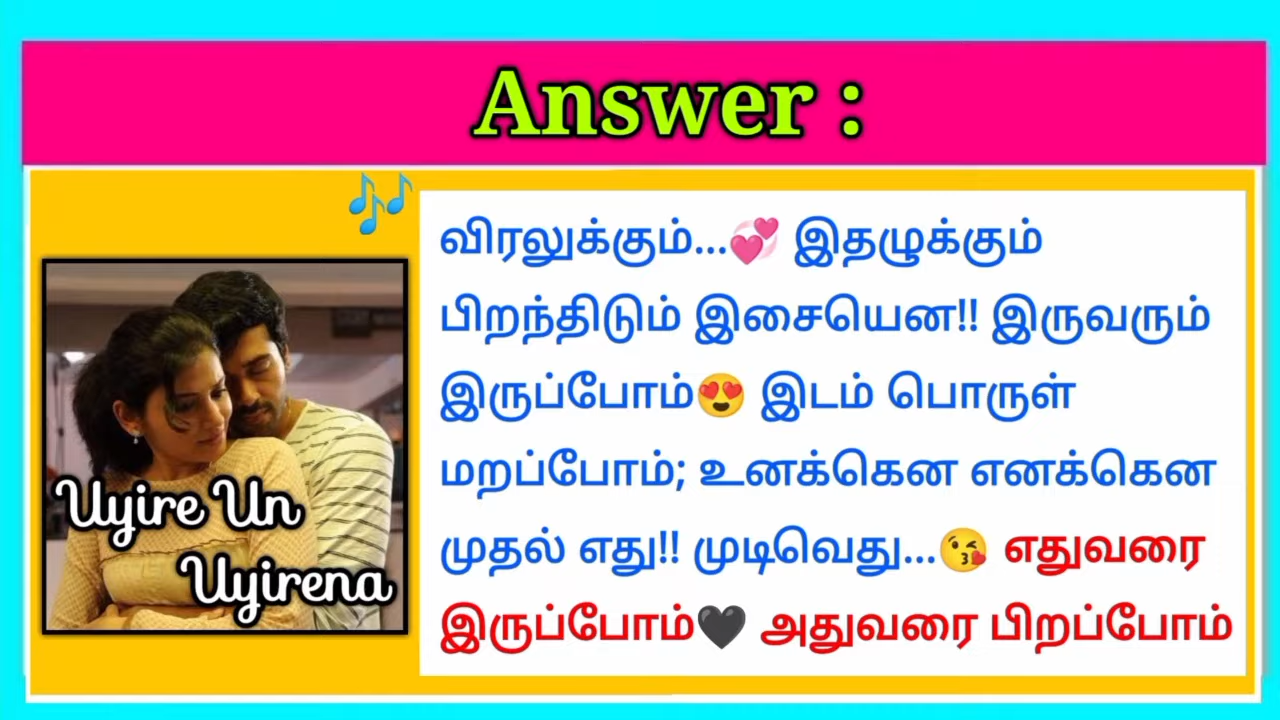 Answer :
விரலுக்கும்...💞 இதழுக்கும்
பிறந்திடும் இசையென!! இருவரும்
இருப்போம்😍 இடம் பொருள்
மறப்போம்; உனக்கென எனக்கென
முதல் எது!! முடிவெது...😘 எதுவரை
இருப்போம்🖤 அதுவரை பிறப்போம்
Uyire Un
Uyirena